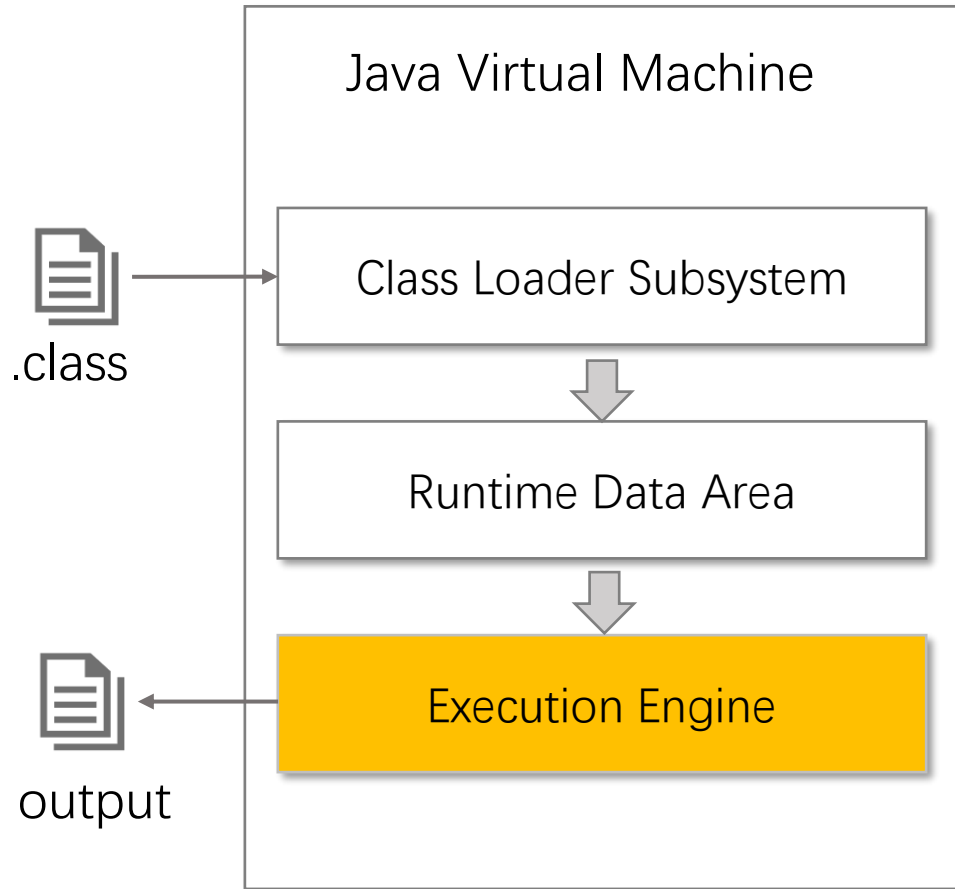 Java Virtual Machine
Class Loader Subsystem
.class
Runtime Data Area
Execution Engine
output